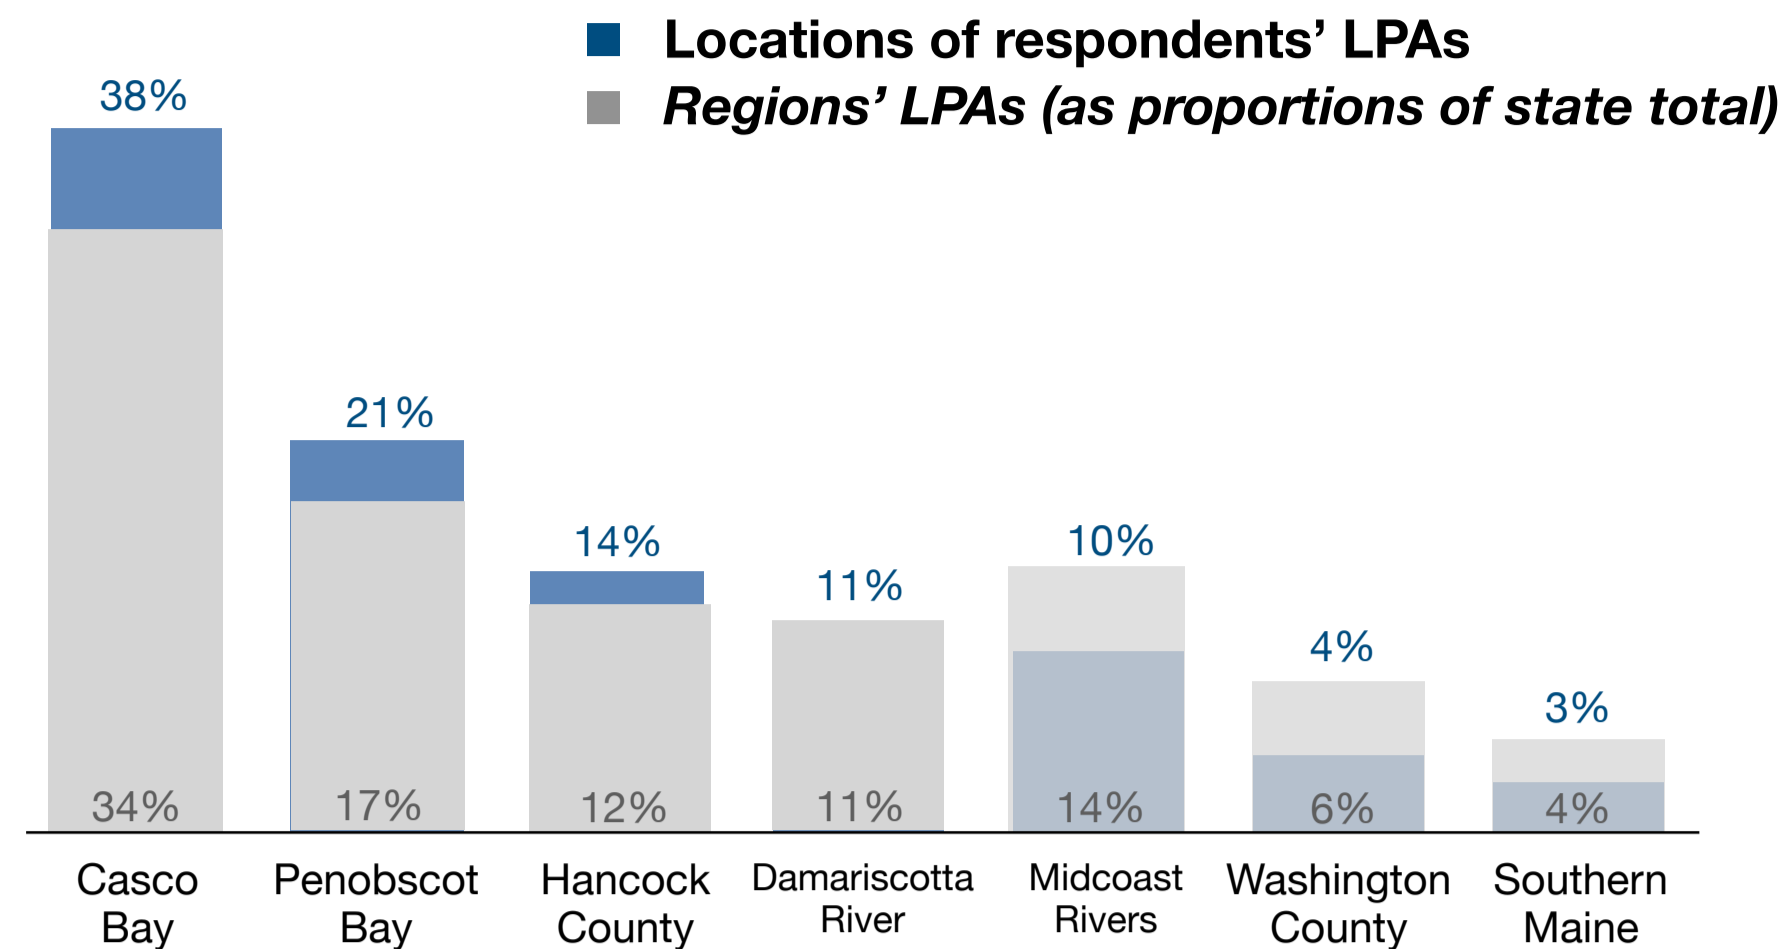 Locations of respondents’ LPAs
Regions’ LPAs (as proportions of state total)
38%
21%
14%
11%
10%
4%
3%
34%
17%
12%
11%
14%
6%
4%
Casco
Bay
Penobscot
Bay
Hancock
County
Damariscotta
River
Midcoast
Rivers
Washington
County
Southern
Maine